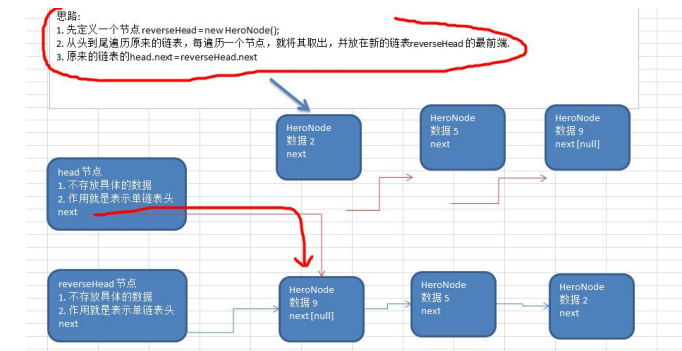 思路:
1. 先定义一个节点 reverseHead = new HeroNode();
2. 从头到尾遍历原来的链表，每遍历一个节点，就将其取出，并放在新的链表reverseHead 的最前端.
3. 原来的链表的head.next = reverseHead.next
HeroNode
数据 2
next
HeroNode
数据 5
next
HeroNode
数据 9
next [null]
head 节点
1. 不存放具体的数据
2. 作用就是表示单链表头
next
reverseHead 节点
1. 不存放具体的数据
2. 作用就是表示单链表头
next
HeroNode
数据 9
next [null]
HeroNode
数据 5
next
HeroNode
数据 2
next